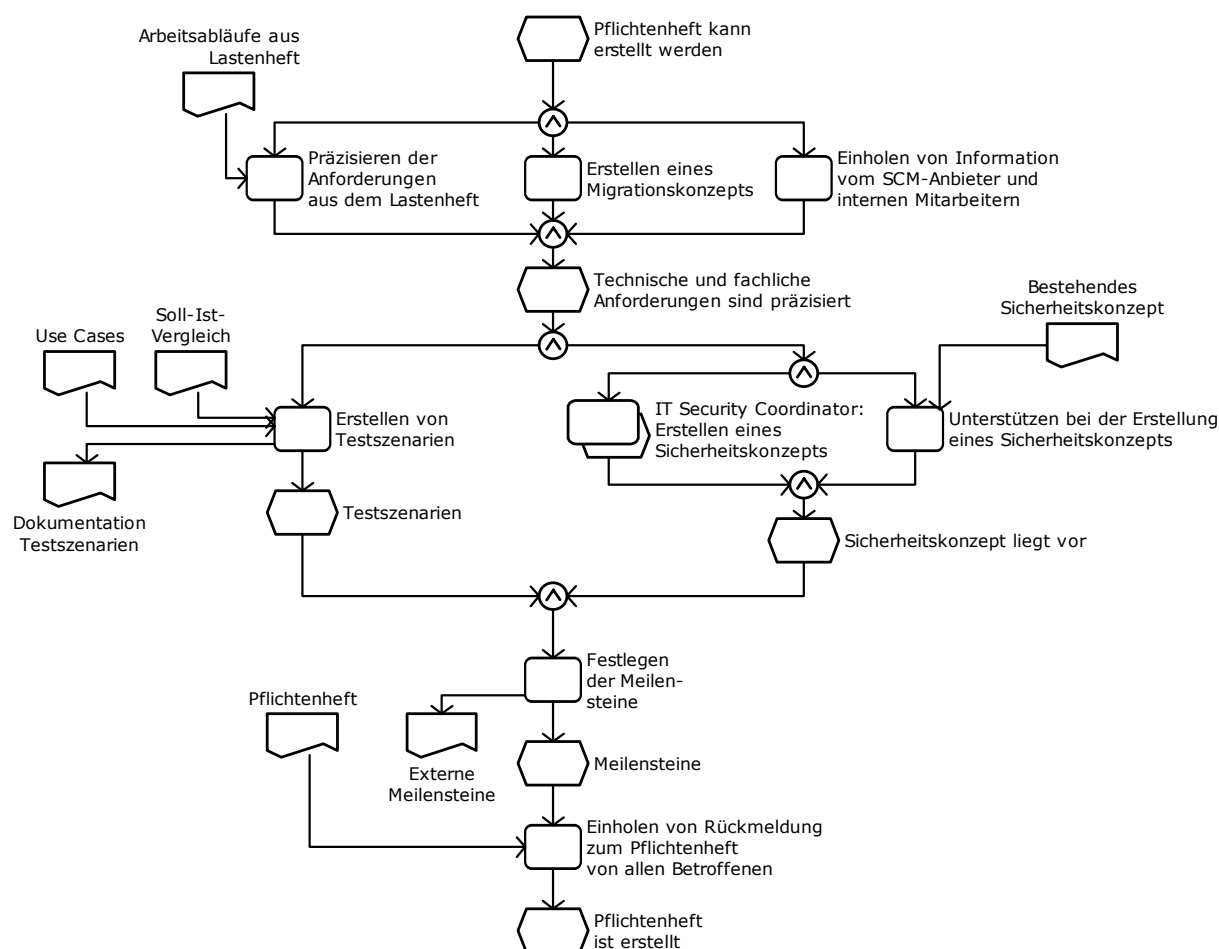 Pflichtenheft kann
erstellt werden
Arbeitsabläufe aus
Lastenheft
Präzisieren der
Anforderungen
aus dem Lastenheft
Erstellen eines
Migrationskonzepts
Einholen von Information
vom SCM-Anbieter und
internen Mitarbeitern
Technische und fachliche
Anforderungen sind präzisiert
Bestehendes
Sicherheitskonzept
Soll-Ist-
Vergleich
Use Cases
Erstellen von
Testszenarien
IT Security Coordinator:
Erstellen eines
Sicherheitskonzepts
Unterstützen bei der Erstellung
eines Sicherheitskonzepts
Dokumentation
Testszenarien
Testszenarien
Sicherheitskonzept liegt vor
Festlegen
der Meilen-
steine
Pflichtenheft
Externe
Meilensteine
Meilensteine
Einholen von Rückmeldung
zum Pflichtenheft
von allen Betroffenen
Pflichtenheft
ist erstellt